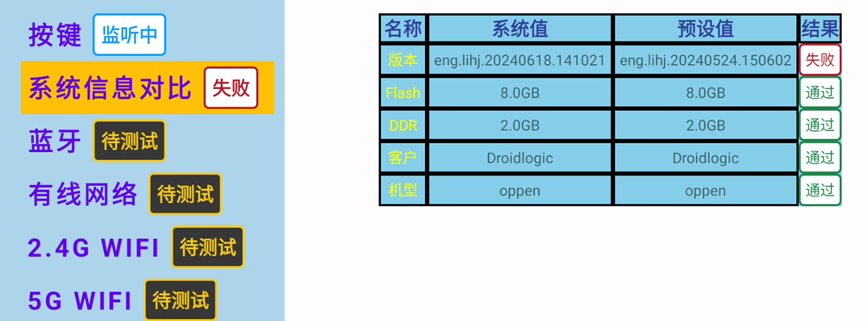 按键 监听中
系统信息对比 失败
蓝牙 待测试
有线网络 待测试
2.4G WIFI 待测试
5G WIFI 待测试
名称 系统值 预设值 结果
版本 eng.lihj.20240618.141021 eng.lihj.20240524.150602 失败
Flash 8.0GB 8.0GB 通过
DDR 2.0GB 2.0GB 通过
客户 Droidlogic Droidlogic 通过
机型 oppen oppen 通过